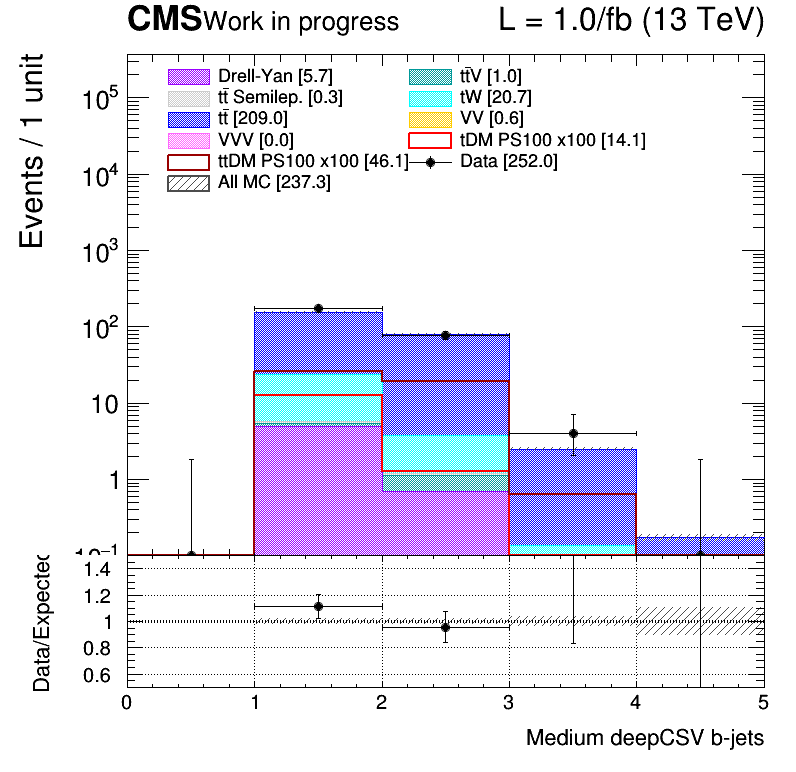 CMS Work in progress L = 1.0/fb (13 TeV)
Events / 1 unit
Drell-Yan [5.7] tt̄V [1.0]
tt̄ Semilep. [0.3] tW [20.7]
tt̄ [209.0] VV [0.6]
VVV [0.0] tDM PS100 x100 [14.1]
ttDM PS100 x100 [46.1] Data [252.0]
All MC [237.3]
10⁵
10⁴
10³
10²
10
1
10⁻¹
Data/Expected
1.4
1.2
1
0.8
0.6
0 1 2 3 4 5
Medium deepCSV b-jets